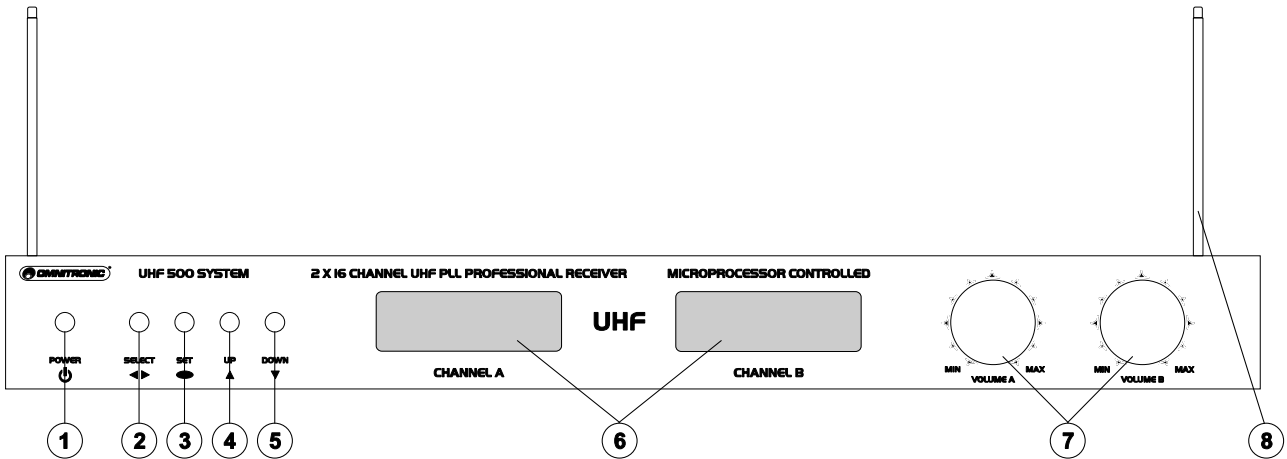 OMNITRONIC® UHF 500 SYSTEM 2 X 16 CHANNEL UHF PLL PROFESSIONAL RECEIVER MICROPROCESSOR CONTROLLED
UHF
POWER SELECT SET UP DOWN
CHANNEL A CHANNEL B
MIN MAX MIN MAX
VOLUME A VOLUME B
1 2 3 4 5 6 7 8